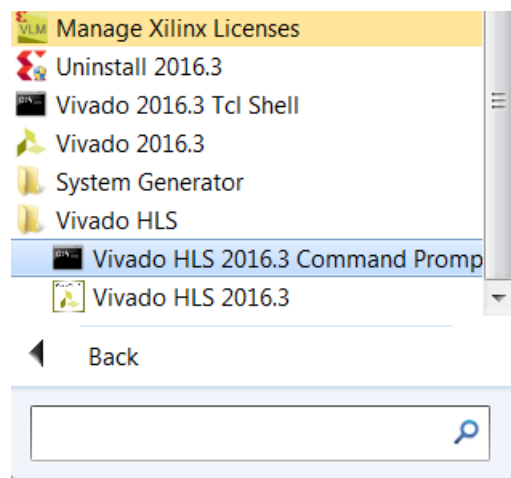 VLM Manage Xilinx Licenses
Uninstall 2016.3
Vivado 2016.3 Tcl Shell
Vivado 2016.3
System Generator
Vivado HLS
Vivado HLS 2016.3 Command Promp
Vivado HLS 2016.3
Back